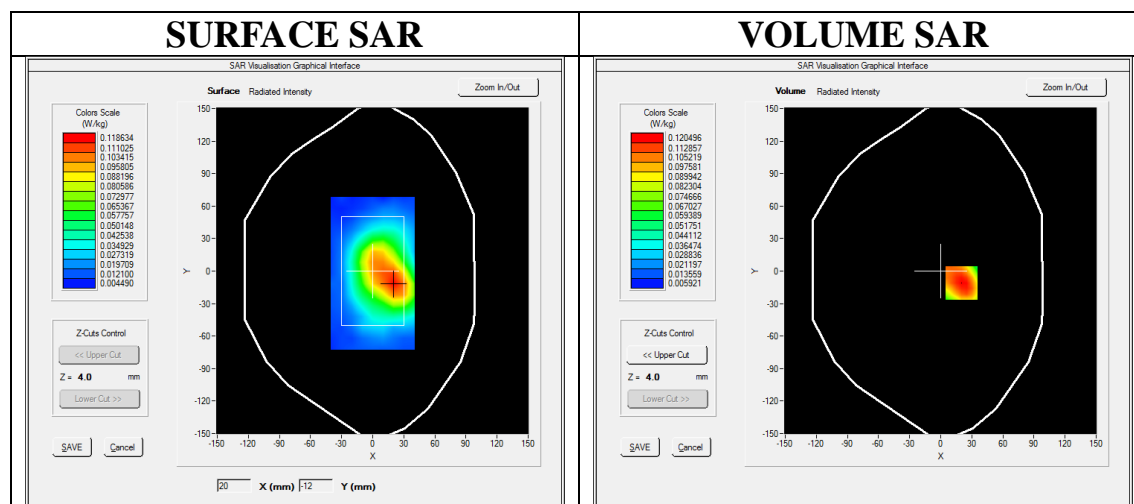 SURFACE SAR
SAR Visualisation Graphical Interface
Surface Radiated Intensity
Zoom In/Out
Colors Scale
(W/kg)
0.118634
0.111025
0.103415
0.095805
0.088196
0.080586
0.072977
0.065367
0.057757
0.050148
0.042538
0.034929
0.027319
0.019709
0.012100
0.004490
Z-Cuts Control
<< Upper Cut
Z = 4.0 mm
Lower Cut >>
SAVE Cancel
150
120
90
60
30
0
-30
-60
-90
-120
-150
Y
-150 -120 -90 -60 -30 0 30 60 90 120 150
X
20 X (mm) -12 Y (mm)
VOLUME SAR
SAR Visualisation Graphical Interface
Volume Radiated Intensity
Zoom In/Out
Colors Scale
(W/kg)
0.120496
0.112857
0.105219
0.097581
0.089942
0.082304
0.074666
0.067027
0.059389
0.051751
0.044112
0.036474
0.028836
0.021197
0.013559
0.005921
Z-Cuts Control
<< Upper Cut
Z = 4.0 mm
Lower Cut >>
SAVE Cancel
150
120
90
60
30
0
-30
-60
-90
-120
-150
Y
-150 -120 -90 -60 -30 0 30 60 90 120 150
X